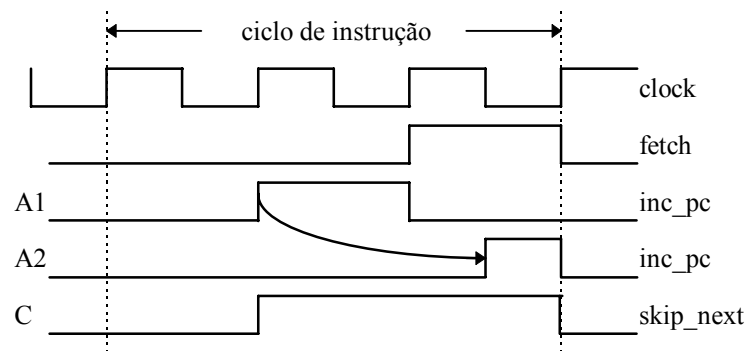 ciclo de instrução
clock
fetch
A1 inc_pc
A2 inc_pc
C skip_next